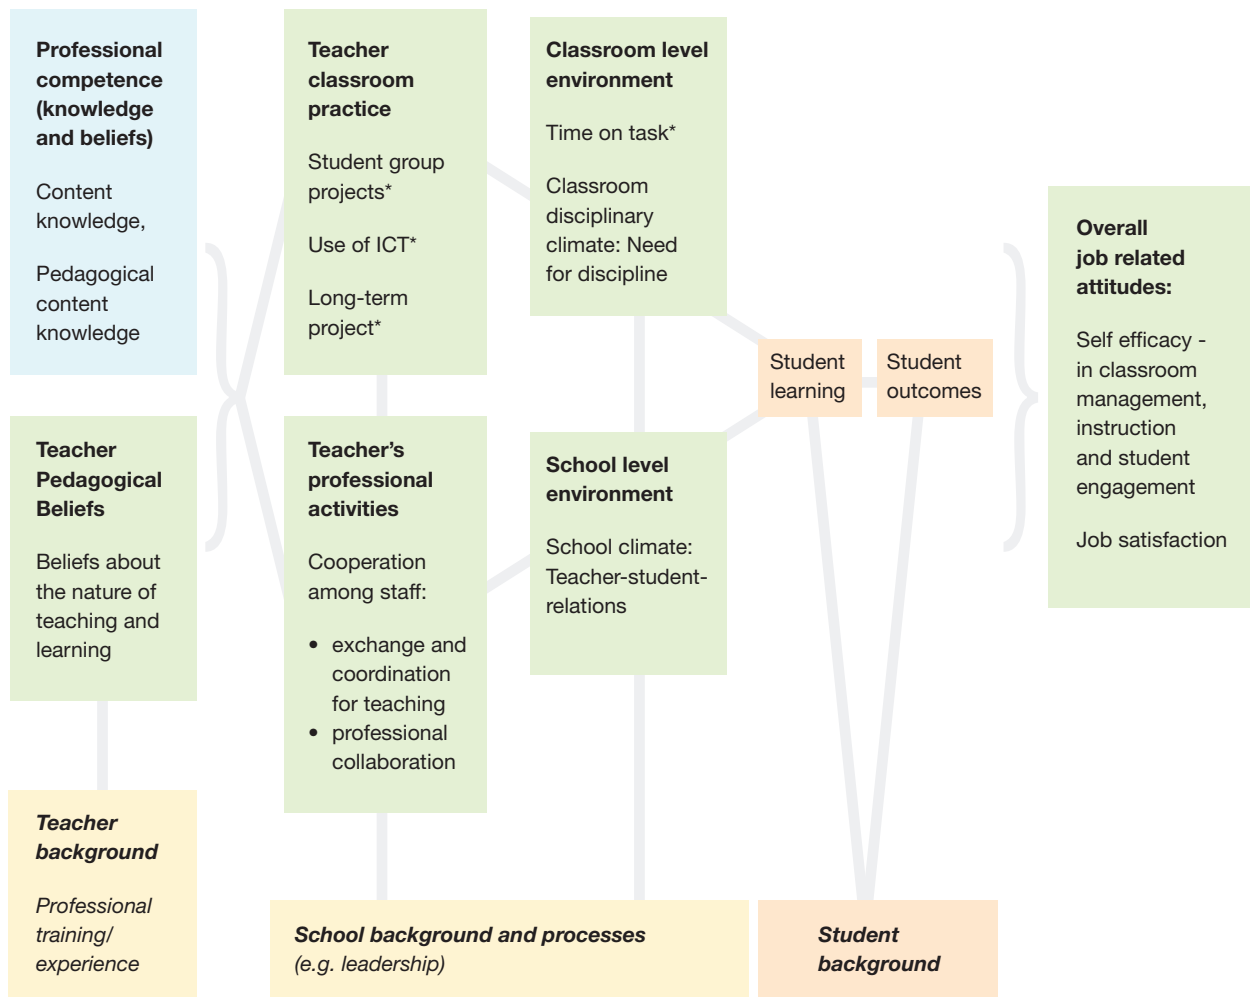 Professional
competence
(knowledge
and beliefs)
Content
knowledge,
Pedagogical
content
knowledge
Teacher
Pedagogical
Beliefs
Beliefs about
the nature of
teaching and
learning
Teacher
background
Professional
training/
experience
Teacher
classroom
practice
Student group
projects*
Use of ICT*
Long-term
project*
Teacher’s
professional
activities
Cooperation
among staff:
• exchange and
coordination
for teaching
• professional
collaboration
Classroom level
environment
Time on task*
Classroom
disciplinary
climate: Need
for discipline
School level
environment
School climate:
Teacher-student-
relations
School background and processes
(e.g. leadership)
Student
learning
Student
outcomes
Student
background
Overall
job related
attitudes:
Self efficacy -
in classroom
management,
instruction
and student
engagement
Job satisfaction